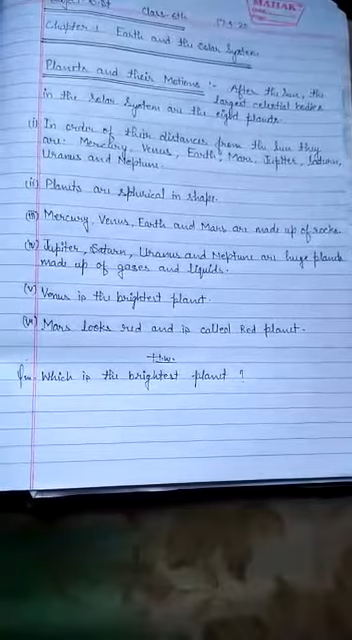 Class-6th
MAHAK
Chapter 1 Earth and the Solar System
Planets and their Motions :- After the Sun, the
largest celestial bodies
in the Solar System are the eight planets.
(i) In order of their distances from the Sun they
are: Mercury, Venus, Earth, Mars, Jupiter, Saturn,
Uranus and Neptune.
(ii) Planets are spherical in shape.
(iii) Mercury, Venus, Earth and Mars are made up of rocks.
(iv) Jupiter, Saturn, Uranus and Neptune are huge planets
made up of gases and liquids.
(v) Venus is the brightest planet.
(vi) Mars looks red and is called Red planet.
H.w.
Which is the brightest planet ?